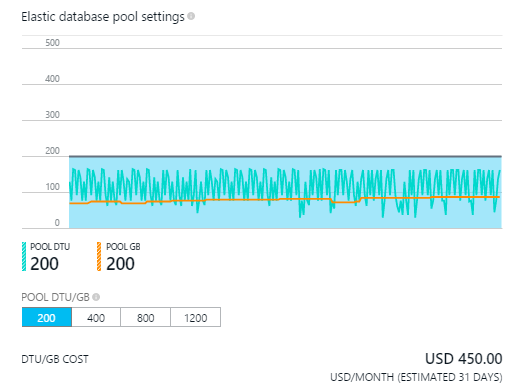 Elastic database pool settings
500
400
300
200
100
0
POOL DTU POOL GB
200 200
POOL DTU/GB
200 400 800 1200
DTU/GB COST USD 450.00
USD/MONTH (ESTIMATED 31 DAYS)